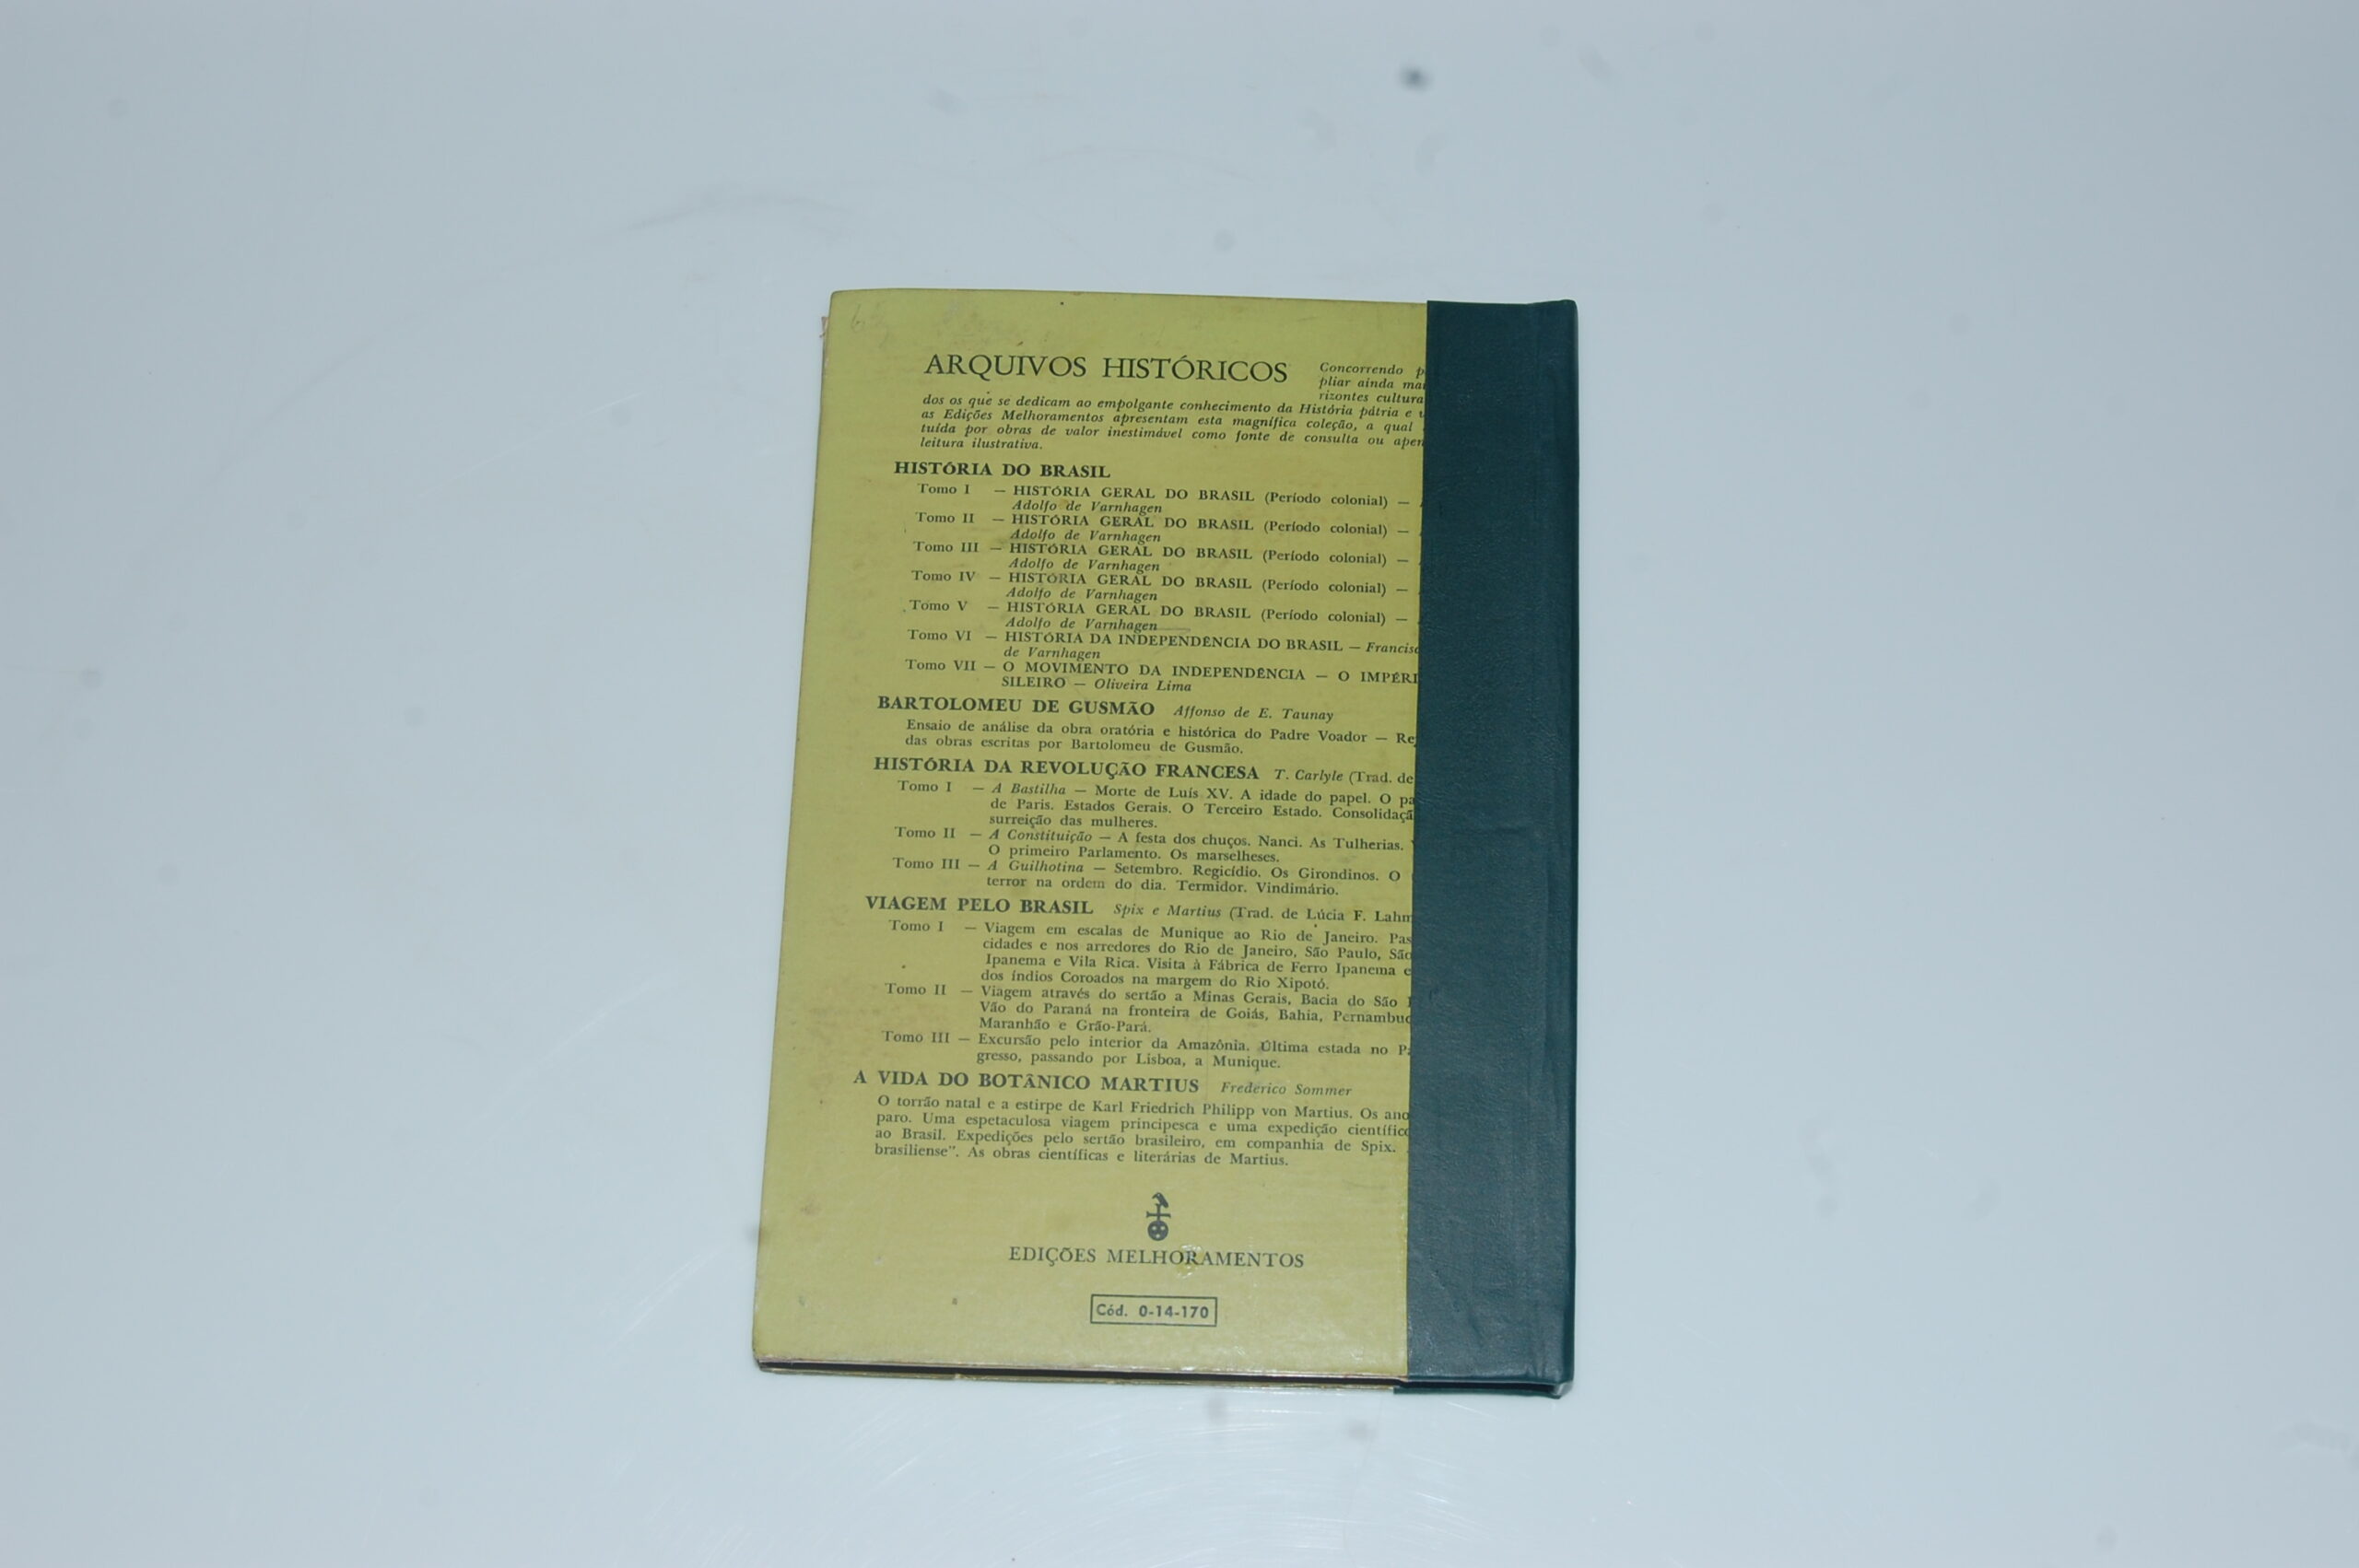 ARQUIVOS HISTÓRICOS Concorrendo
pliar ainda
rizontes
dos os que se dedicam ao empolgante conhecimento da História pátria e
as Edições Melhoramentos apresentam esta magnífica coleção, a qual
tuída por obras de valor inestimável como fonte de consulta ou
leitura ilustrativa.
HISTÓRIA DO BRASIL
Tomo I — HISTÓRIA GERAL DO BRASIL (Período colonial) —
Adolfo de Varnhagen
Tomo II — HISTÓRIA GERAL DO BRASIL (Período colonial) —
Adolfo de Varnhagen
Tomo III — HISTÓRIA GERAL DO BRASIL (Período colonial) —
Adolfo de Varnhagen
Tomo IV — HISTÓRIA GERAL DO BRASIL (Período colonial) —
Adolfo de Varnhagen
Tomo V — HISTÓRIA GERAL DO BRASIL (Período colonial) —
Adolfo de Varnhagen
Tomo VI — HISTÓRIA DA INDEPENDÊNCIA DO BRASIL —
de Varnhagen
Tomo VII — O MOVIMENTO DA INDEPENDÊNCIA — O IMPÉRI
SILEIRO — Oliveira Lima
BARTOLOMEU DE GUSMÃO Affonso de E. Taunay
Ensaio de análise da obra oratória e histórica do Padre Voador —
das obras escritas por Bartolomeu de Gusmão.
HISTÓRIA DA REVOLUÇÃO FRANCESA T. Carlyle (Trad. de
Tomo I — A Bastilha — Morte de Luís XV. A idade do papel. O
de Paris. Estados Gerais. O Terceiro Estado.
surreição das mulheres.
Tomo II — A Constituição — A festa dos chuços. Nanci. As Tulherias.
O primeiro Parlamento. Os marselheses.
Tomo III — A Guilhotina — Setembro. Regicídio. Os Girondinos. O
terror na ordem do dia. Termidor. Vindimário.
VIAGEM PELO BRASIL Spix e Martius (Trad. de Lúcia F.
Tomo I — Viagem em escalas de Munique ao Rio de Janeiro. Pas
cidades e nos arredores do Rio de Janeiro, São Paulo,
Ipanema e Vila Rica. Visita à Fábrica de Ferro Ipanema e
dos índios Coroados na margem do Rio Xipotó.
Tomo II — Viagem através do sertão a Minas Gerais, Bacia do São
Vão do Paraná na fronteira de Goiás, Bahia,
Maranhão e Grão-Pará.
Tomo III — Excursão pelo interior da Amazônia. Última estada no
gresso, passando por Lisboa, a Munique.
A VIDA DO BOTÂNICO MARTIUS Frederico Sommer
O torrão natal e a estirpe de Karl Friedrich Philipp von Martius. Os
paro. Uma espetaculosa viagem principesca e uma expedição
ao Brasil. Expedições pelo sertão brasileiro, em companhia de Spix.
brasiliense". As obras científicas e literárias de Martius.
EDIÇÕES MELHORAMENTOS
Cód. 0-14-170